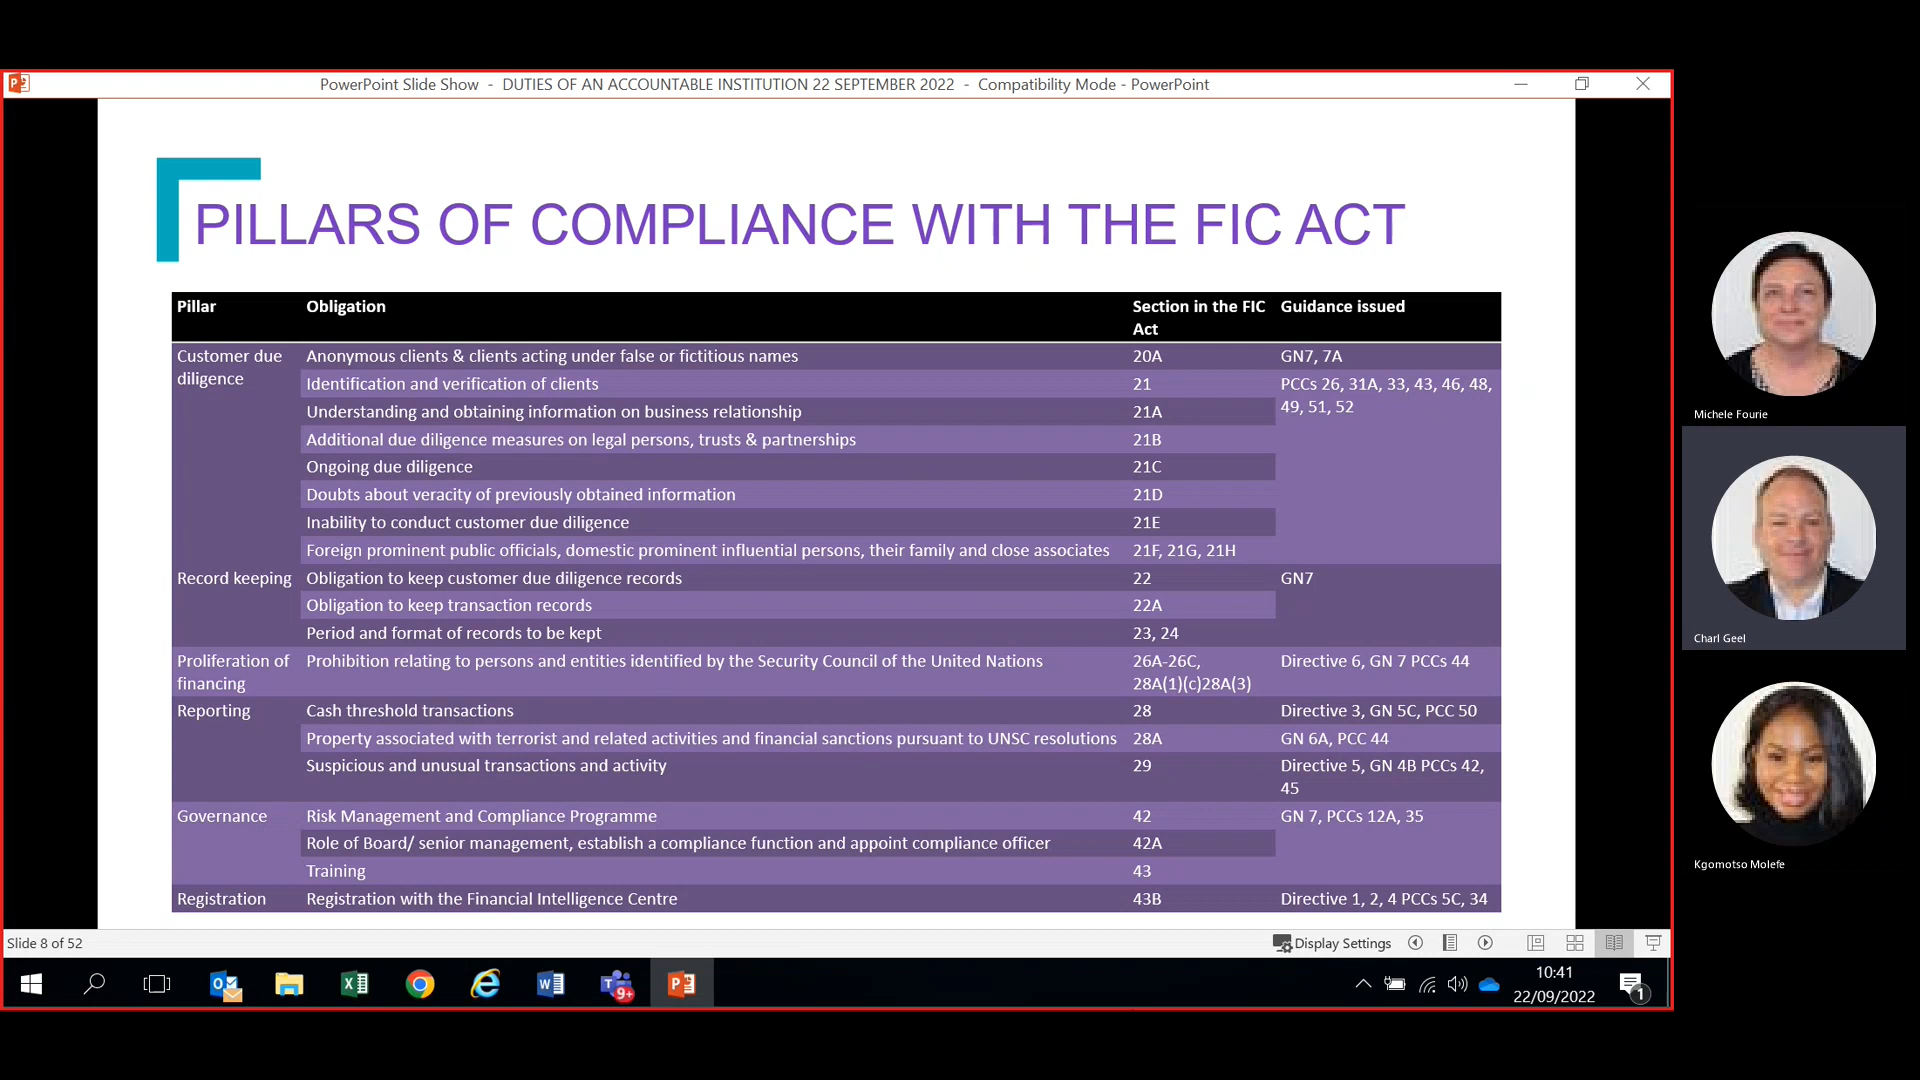 PowerPoint Slide Show - DUTIES OF AN ACCOUNTABLE INSTITUTION 22 SEPTEMBER 2022 - Compatibility Mode - PowerPoint
PILLARS OF COMPLIANCE WITH THE FIC ACT
Pillar Obligation Section in the FIC Act Guidance issued
Customer due diligence Anonymous clients & clients acting under false or fictitious names 20A GN7, 7A
Identification and verification of clients 21 PCCs 26, 31A, 33, 43, 46, 48, 49, 51, 52
Understanding and obtaining information on business relationship 21A
Additional due diligence measures on legal persons, trusts & partnerships 21B
Ongoing due diligence 21C
Doubts about veracity of previously obtained information 21D
Inability to conduct customer due diligence 21E
Foreign prominent public officials, domestic prominent influential persons, their family and close associates 21F, 21G, 21H
Record keeping Obligation to keep customer due diligence records 22 GN7
Obligation to keep transaction records 22A
Period and format of records to be kept 23, 24
Proliferation of financing Prohibition relating to persons and entities identified by the Security Council of the United Nations 26A-26C, 28A(1)(c)28A(3) Directive 6, GN 7 PCCs 44
Reporting Cash threshold transactions 28 Directive 3, GN 5C, PCC 50
Property associated with terrorist and related activities and financial sanctions pursuant to UNSC resolutions 28A GN 6A, PCC 44
Suspicious and unusual transactions and activity 29 Directive 5, GN 4B PCCs 42, 45
Governance Risk Management and Compliance Programme 42 GN 7, PCCs 12A, 35
Role of Board/ senior management, establish a compliance function and appoint compliance officer 42A
Training 43
Registration Registration with the Financial Intelligence Centre 43B Directive 1, 2, 4 PCCs 5C, 34
Slide 8 of 52
Display Settings
9+
10:41
22/09/2022
1
Michele Fourie
Charl Geel
Kgomotso Molefe